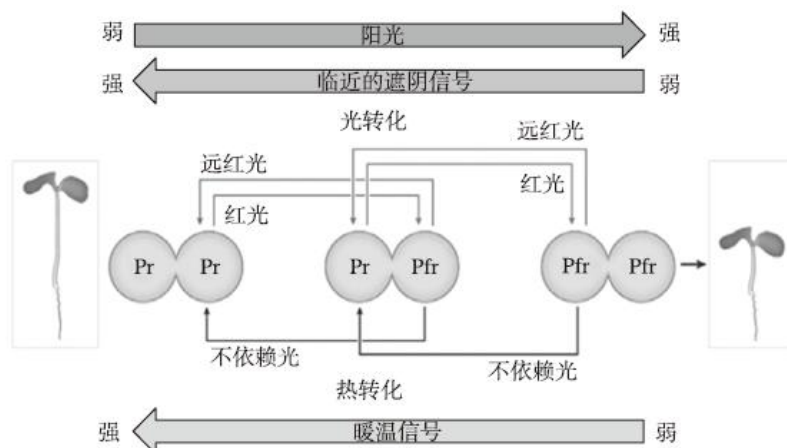 弱 阳光 强
强 临近的遮阴信号 弱
光转化
远红光
远红光
红光
红光
Pr Pr Pr Pfr Pfr Pfr
不依赖光
不依赖光
热转化
强 暖温信号 弱